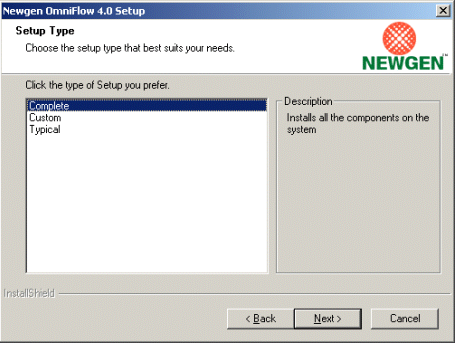 Newgen OmniFlow 4.0 Setup
Setup Type
Choose the setup type that best suits your needs.
NEWGEN™
Click the type of Setup you prefer.
Complete
Custom
Typical
Description
Installs all the components on the
system
InstallShield
< Back
Next >
Cancel